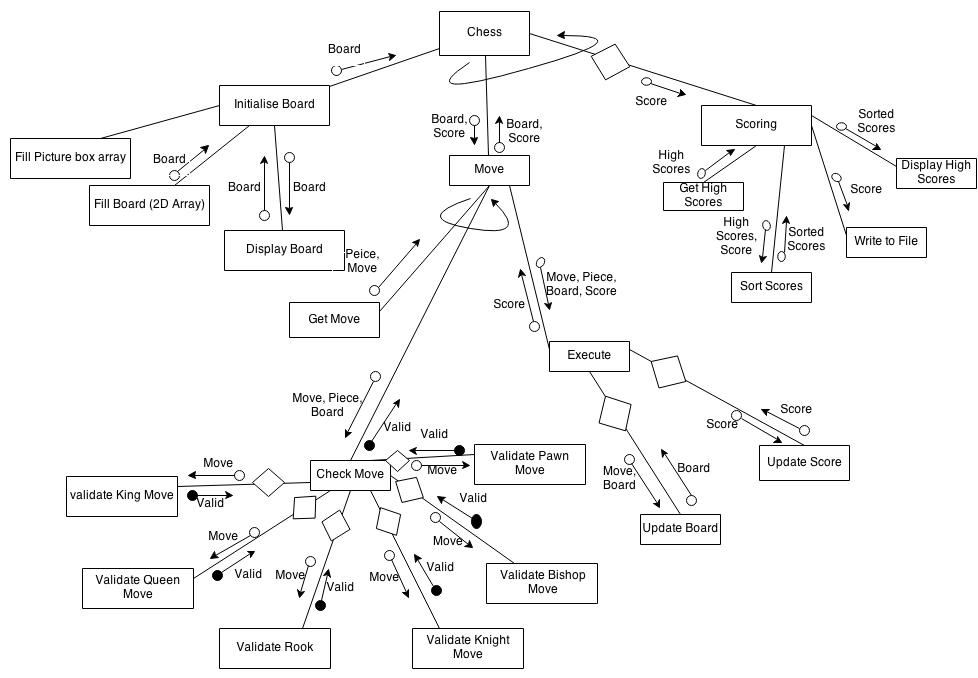 Chess
Board
Initialise Board
Score
Scoring
Sorted
Scores
Board,
Score
Board,
Score
Fill Picture box array
Board
Move
High
Scores
Display High
Scores
Fill Board (2D Array)
Board
Board
Get High
Scores
Score
Display Board
High
Scores,
Score
Sorted
Scores
Write to File
Peice,
Move
Move, Piece,
Board, Score
Sort Scores
Score
Get Move
Execute
Move, Piece,
Board
Valid
Score
Score
Valid
Validate Pawn
Move
Move
Update Score
Move
Check Move
Move,
Board
Board
validate King Move
Valid
Valid
Update Board
Move
Move
Valid
Move
Valid
Move
Valid
Validate Queen
Move
Validate Bishop
Move
Validate Rook
Validate Knight
Move